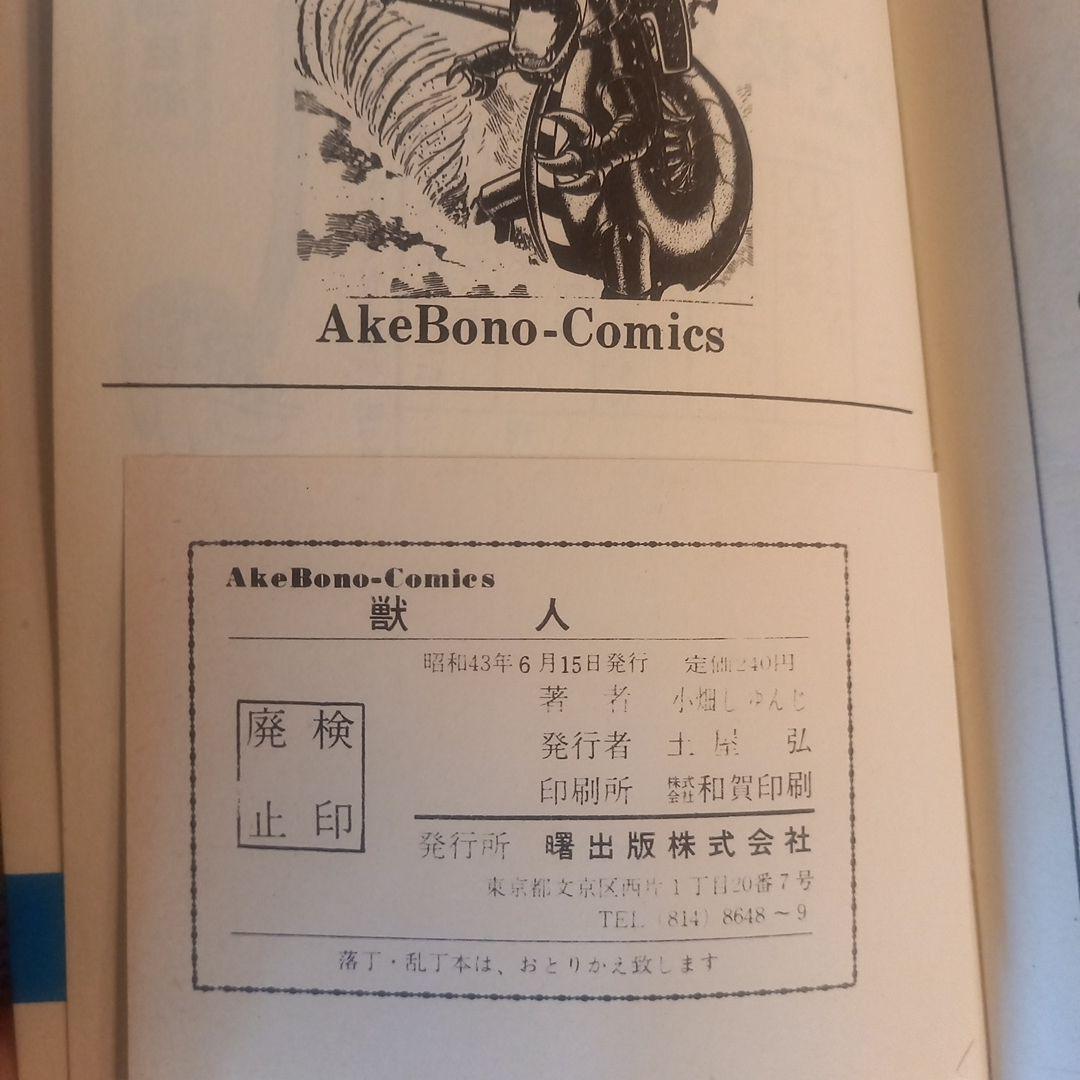 AkeBono-Comics
AkeBono-Comics
獣人
昭和43年6月15日発行 定価240円
著者 小畑しゅんじ
発行者 土屋 弘
印刷所 株式会社和賀印刷
検印廃止
発行所 曙出版株式会社
東京都文京区西片1丁目20番7号
TEL (814) 8648~9
落丁・乱丁本は、おとりかえ致します